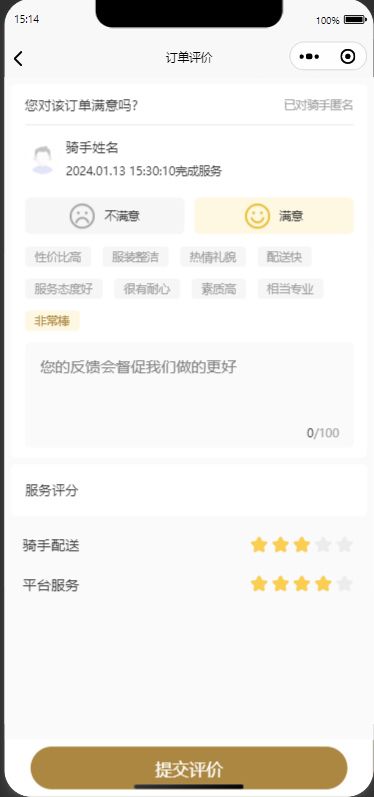 15:14
100%
订单评价
您对该订单满意吗?
已对骑手匿名
骑手姓名
2024.01.13 15:30:10完成服务
不满意
满意
性价比高
服装整洁
热情礼貌
配送快
服务态度好
很有耐心
素质高
相当专业
非常棒
您的反馈会督促我们做的更好
0/100
服务评分
骑手配送
平台服务
提交评价